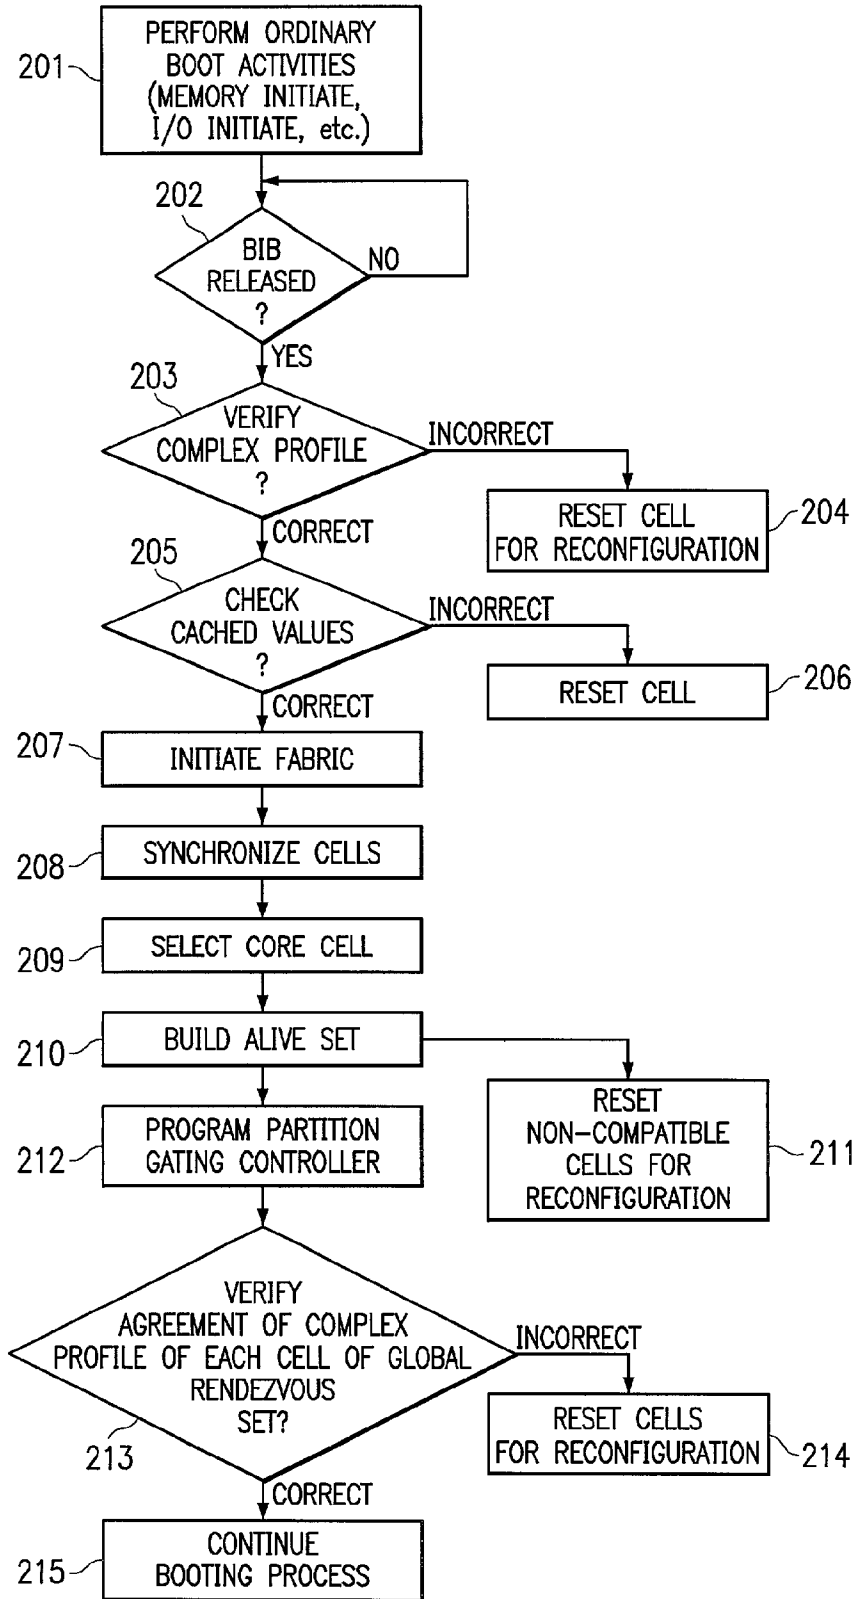 PERFORM ORDINARY
BOOT ACTIVITIES
(MEMORY INITIATE,
I/O INITIATE, etc.)
201
202
BIB
RELEASED
?
NO
YES
203
VERIFY
COMPLEX PROFILE
?
INCORRECT
RESET CELL
FOR RECONFIGURATION
204
CORRECT
205
CHECK
CACHED VALUES
?
INCORRECT
RESET CELL
206
CORRECT
207
INITIATE FABRIC
208
SYNCHRONIZE CELLS
209
SELECT CORE CELL
210
BUILD ALIVE SET
RESET
NON-COMPATIBLE
CELLS FOR
RECONFIGURATION
211
212
PROGRAM PARTITION
GATING CONTROLLER
VERIFY
AGREEMENT OF COMPLEX
PROFILE OF EACH CELL OF GLOBAL
RENDEZVOUS
SET?
213
INCORRECT
RESET CELLS
FOR RECONFIGURATION
214
CORRECT
215
CONTINUE
BOOTING PROCESS